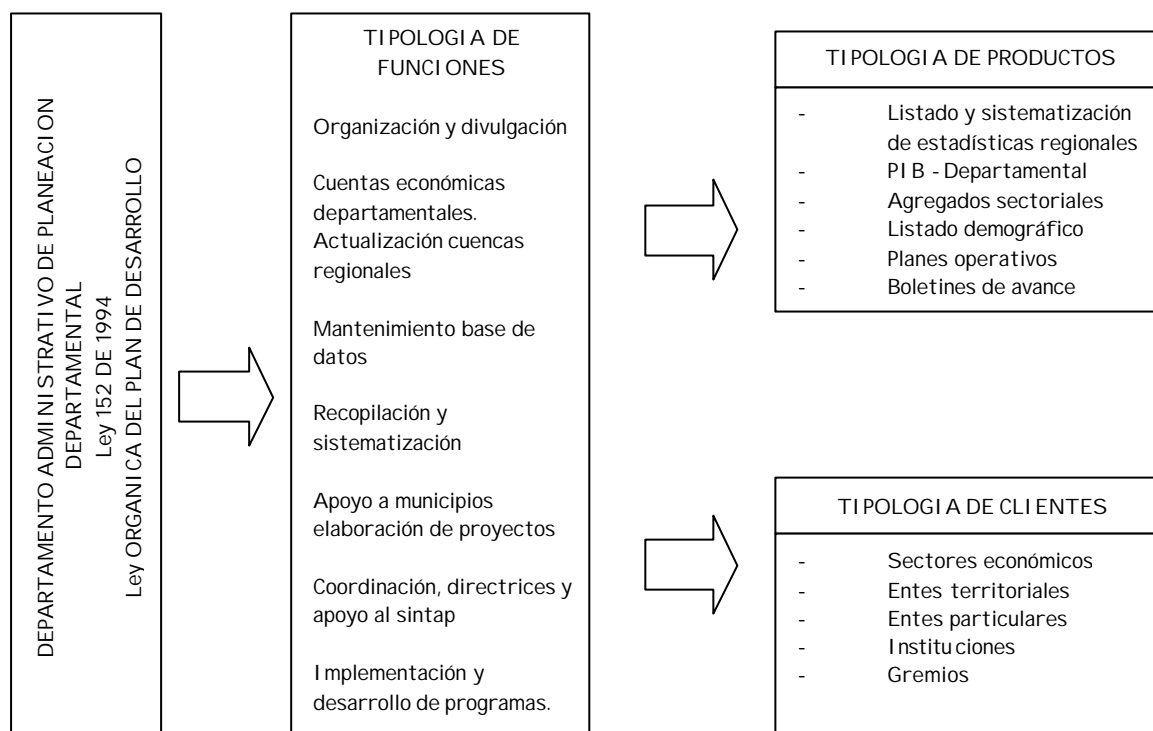 DEPARTAMENTO ADMINISTRATIVO DE PLANEACION
DEPARTAMENTAL
Ley 152 DE 1994
Ley ORGANICA DEL PLAN DE DESARROLLO
TIPOLOGIA DE
FUNCIONES
Organización y divulgación
Cuentas económicas
departamentales.
Actualización cuencas
regionales
Mantenimiento base de
datos
Recopilación y
sistematización
Apoyo a municipios
elaboración de proyectos
Coordinación, directrices y
apoyo al sintap
Implementación y
desarrollo de programas.
TIPOLOGIA DE PRODUCTOS
- Listado y sistematización
de estadísticas regionales
- PIB - Departamental
- Agregados sectoriales
- Listado demográfico
- Planes operativos
- Boletines de avance
TIPOLOGIA DE CLIENTES
- Sectores económicos
- Entes territoriales
- Entes particulares
- Instituciones
- Gremios